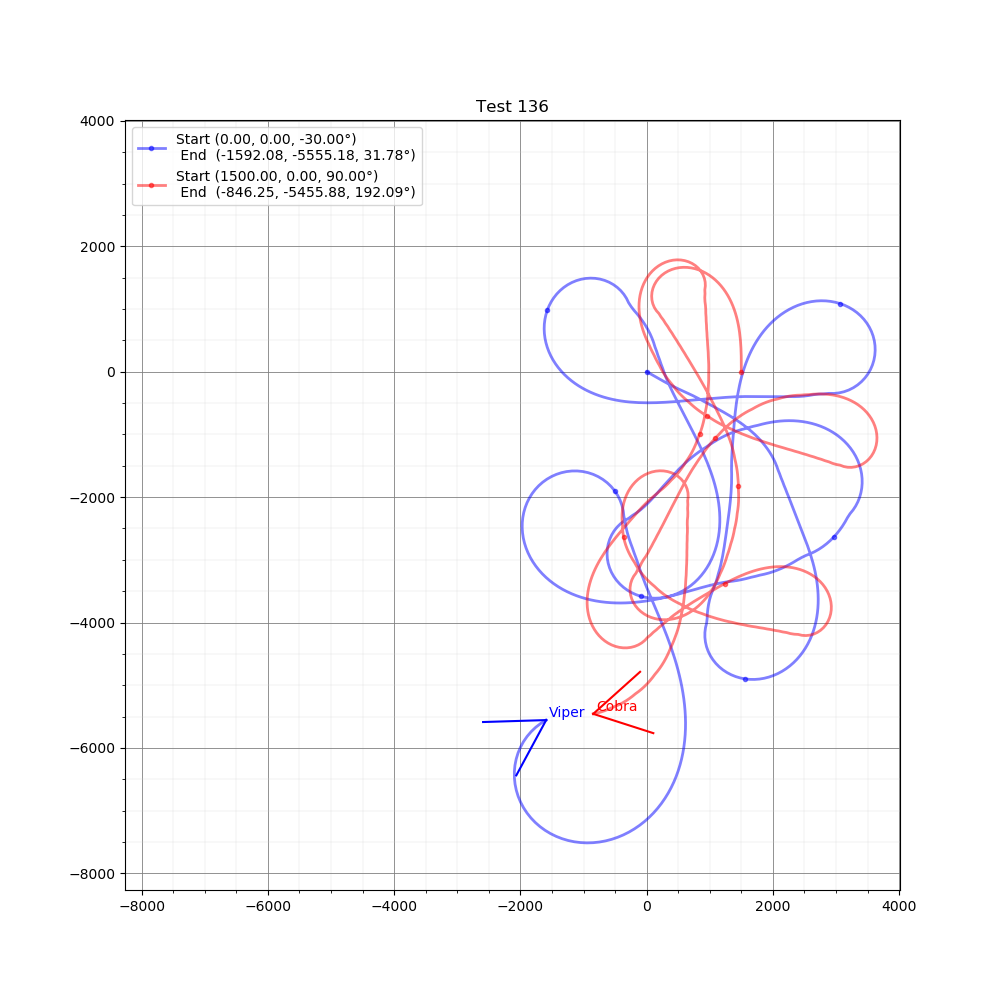 Test 136
Start (0.00, 0.00, -30.00°)
End (-1592.08, -5555.18, 31.78°)
Start (1500.00, 0.00, 90.00°)
End (-846.25, -5455.88, 192.09°)
4000
2000
0
−2000
−4000
−6000
−8000
Viper
Cobra
−8000 −6000 −4000 −2000 0 2000 4000